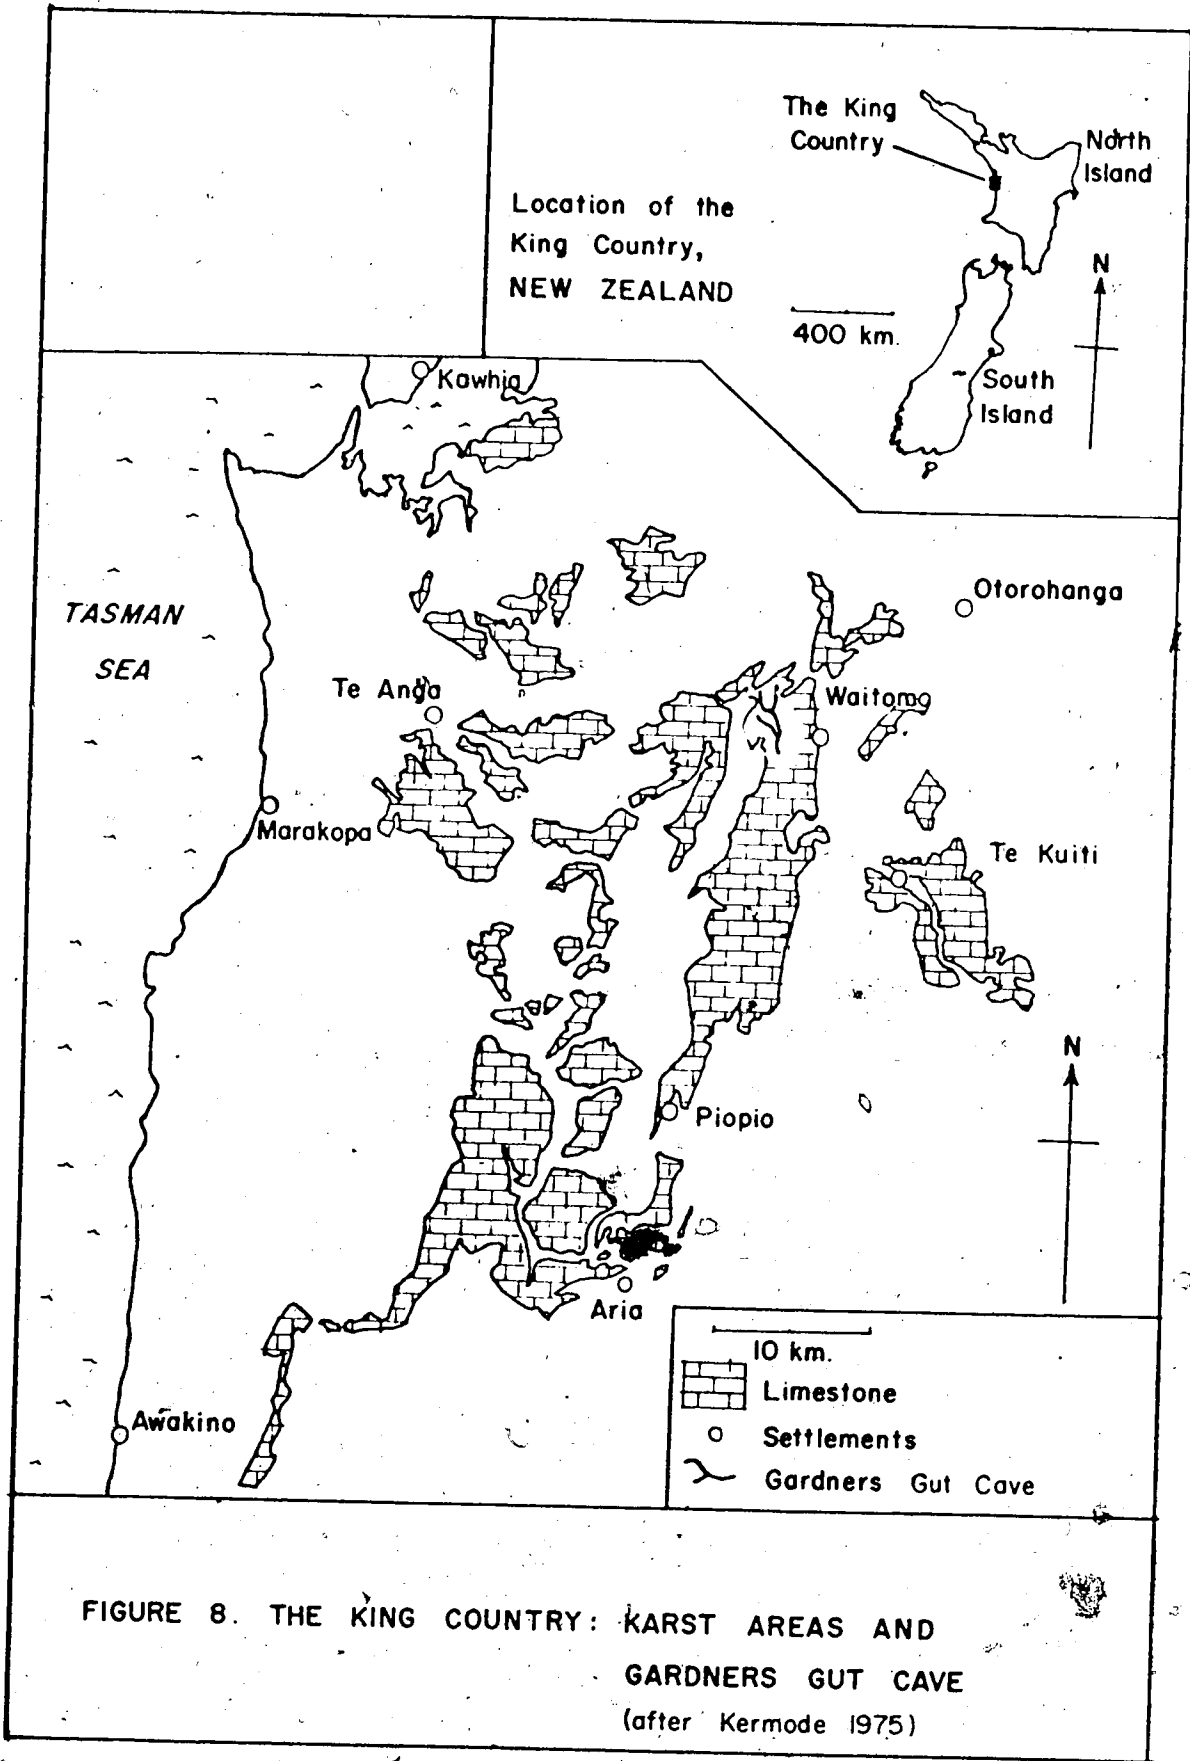 The King
Country
North
Island
Location of the
King Country,
NEW ZEALAND
N
400 km.
South
Island
Kawhia
Otorohanga
TASMAN
SEA
Te Anga
Waitomo
Marakopa
Te Kuiti
N
Piopio
Aria
10 km.
Limestone
Awakino
Settlements
Gardners Gut Cave
FIGURE 8. THE KING COUNTRY: KARST AREAS AND
GARDNERS GUT CAVE
(after Kermode 1975)